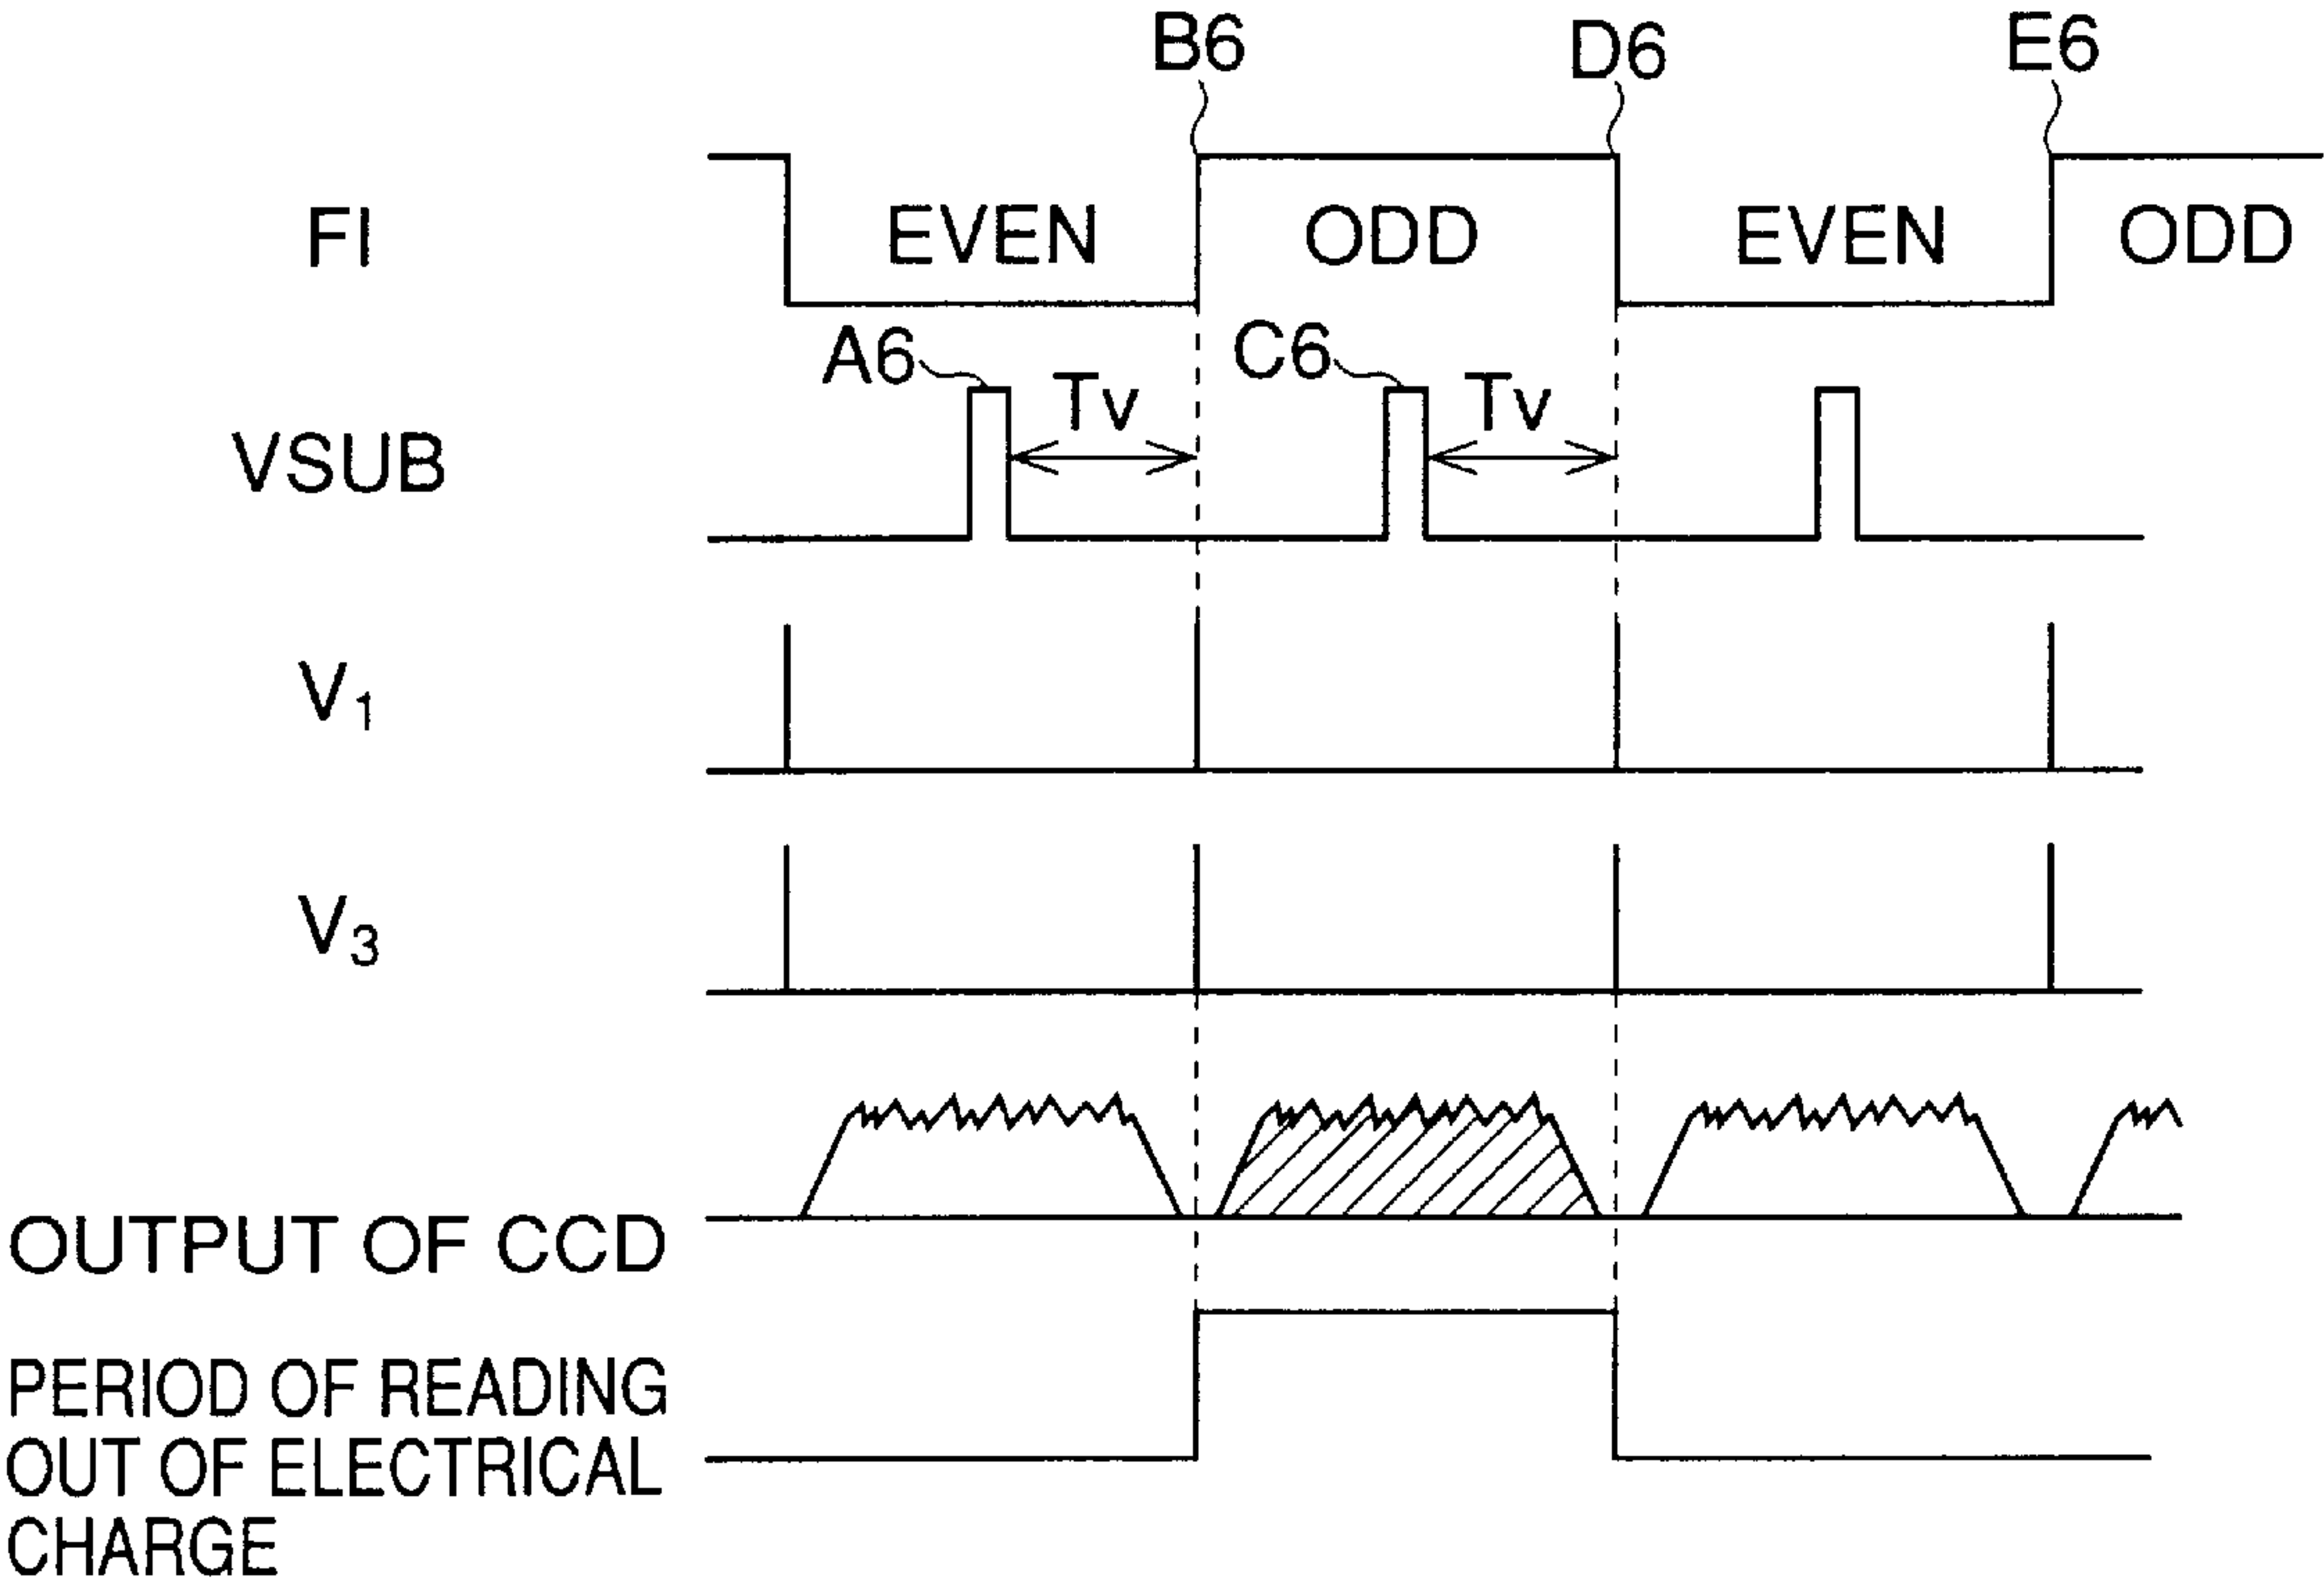 B6 D6 E6
FI EVEN ODD EVEN ODD
A6 Tv C6 Tv
VSUB
V1
V3
OUTPUT OF CCD
PERIOD OF READING
OUT OF ELECTRICAL
CHARGE